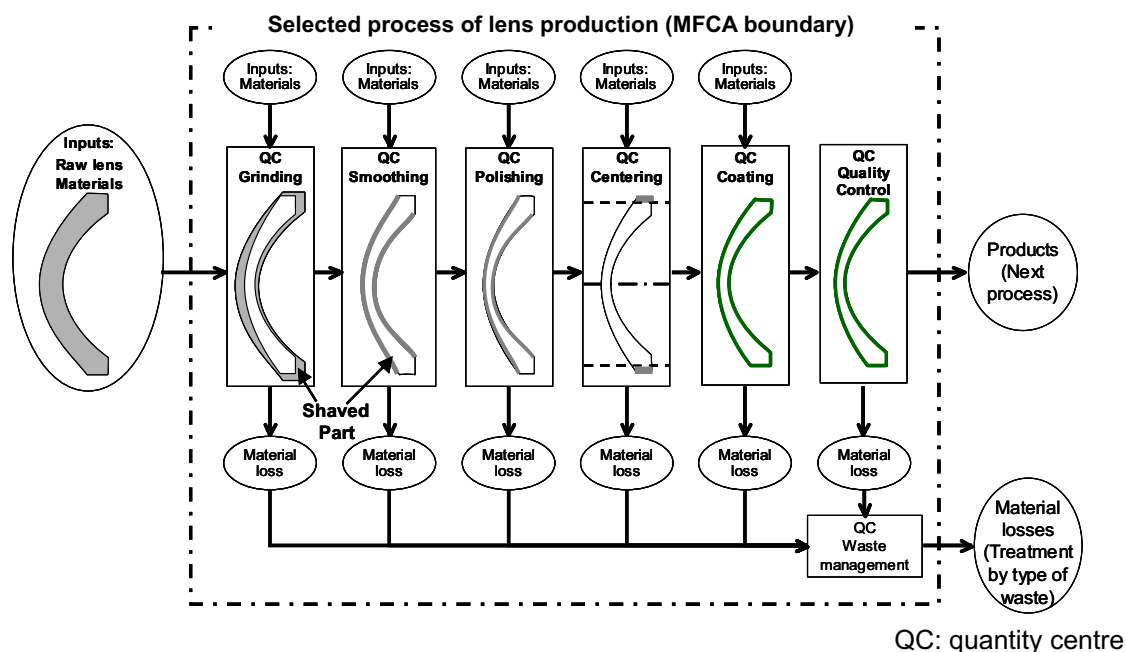 Selected process of lens production (MFCA boundary)
Inputs:
Materials
Inputs:
Materials
Inputs:
Materials
Inputs:
Materials
Inputs:
Materials
Inputs:
Raw lens
Materials
QC
Grinding
QC
Smoothing
QC
Polishing
QC
Centering
QC
Coating
QC
Quality
Control
Products
(Next
process)
Shaved
Part
Material
loss
Material
loss
Material
loss
Material
loss
Material
loss
Material
loss
QC
Waste
management
Material
losses
(Treatment
by type of
waste)
QC: quantity centre